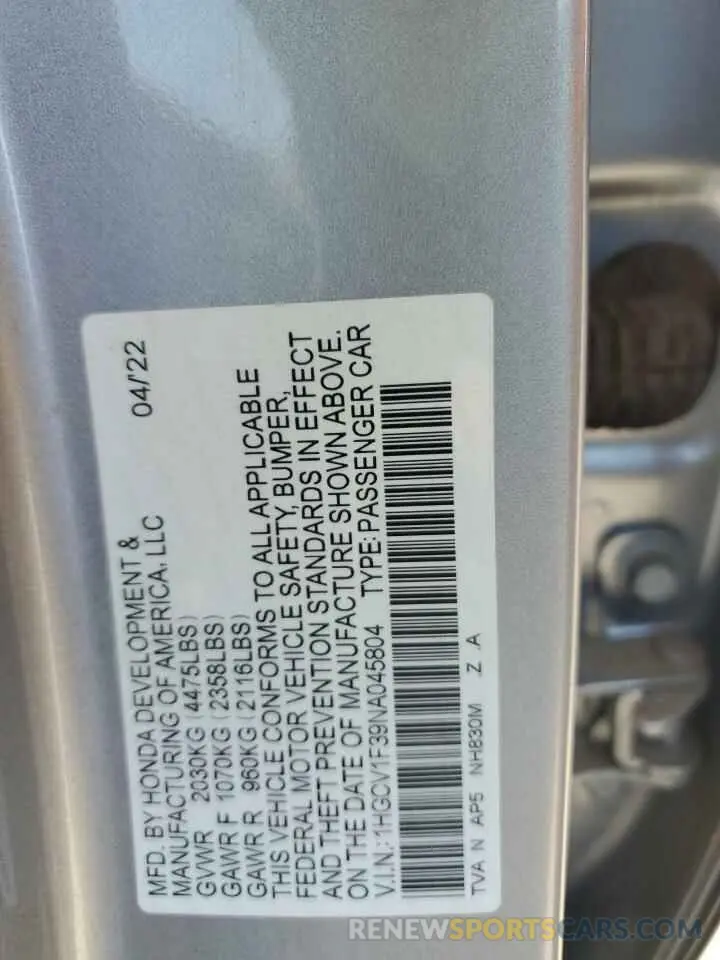 MFD. BY HONDA DEVELOPMENT & 04/22
MANUFACTURING OF AMERICA, LLC
GVWR 2030KG (4475LBS)
GAWR F 1070KG (2358LBS)
GAWR R 960KG (2116LBS)
THIS VEHICLE CONFORMS TO ALL APPLICABLE
FEDERAL MOTOR VEHICLE SAFETY, BUMPER,
AND THEFT PREVENTION STANDARDS IN EFFECT
ON THE DATE OF MANUFACTURE SHOWN ABOVE.
V.I.N.: 1HGCV1F39NA045804 TYPE: PASSENGER CAR
TVA N AP5 NH830M Z A
RENEWSPORTSCARS.COM